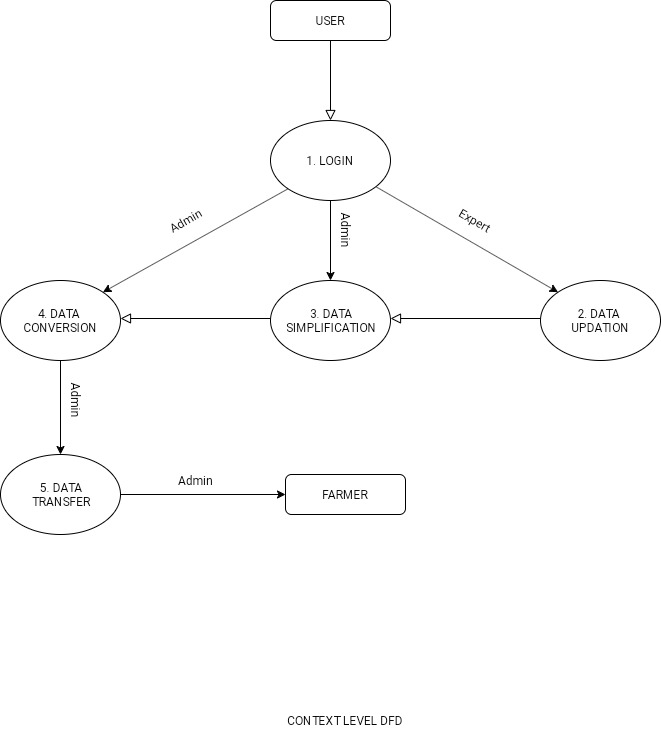 USER
1. LOGIN
Admin
Admin
Expert
4. DATA
CONVERSION
3. DATA
SIMPLIFICATION
2. DATA
UPDATION
Admin
5. DATA
TRANSFER
Admin
FARMER
CONTEXT LEVEL DFD